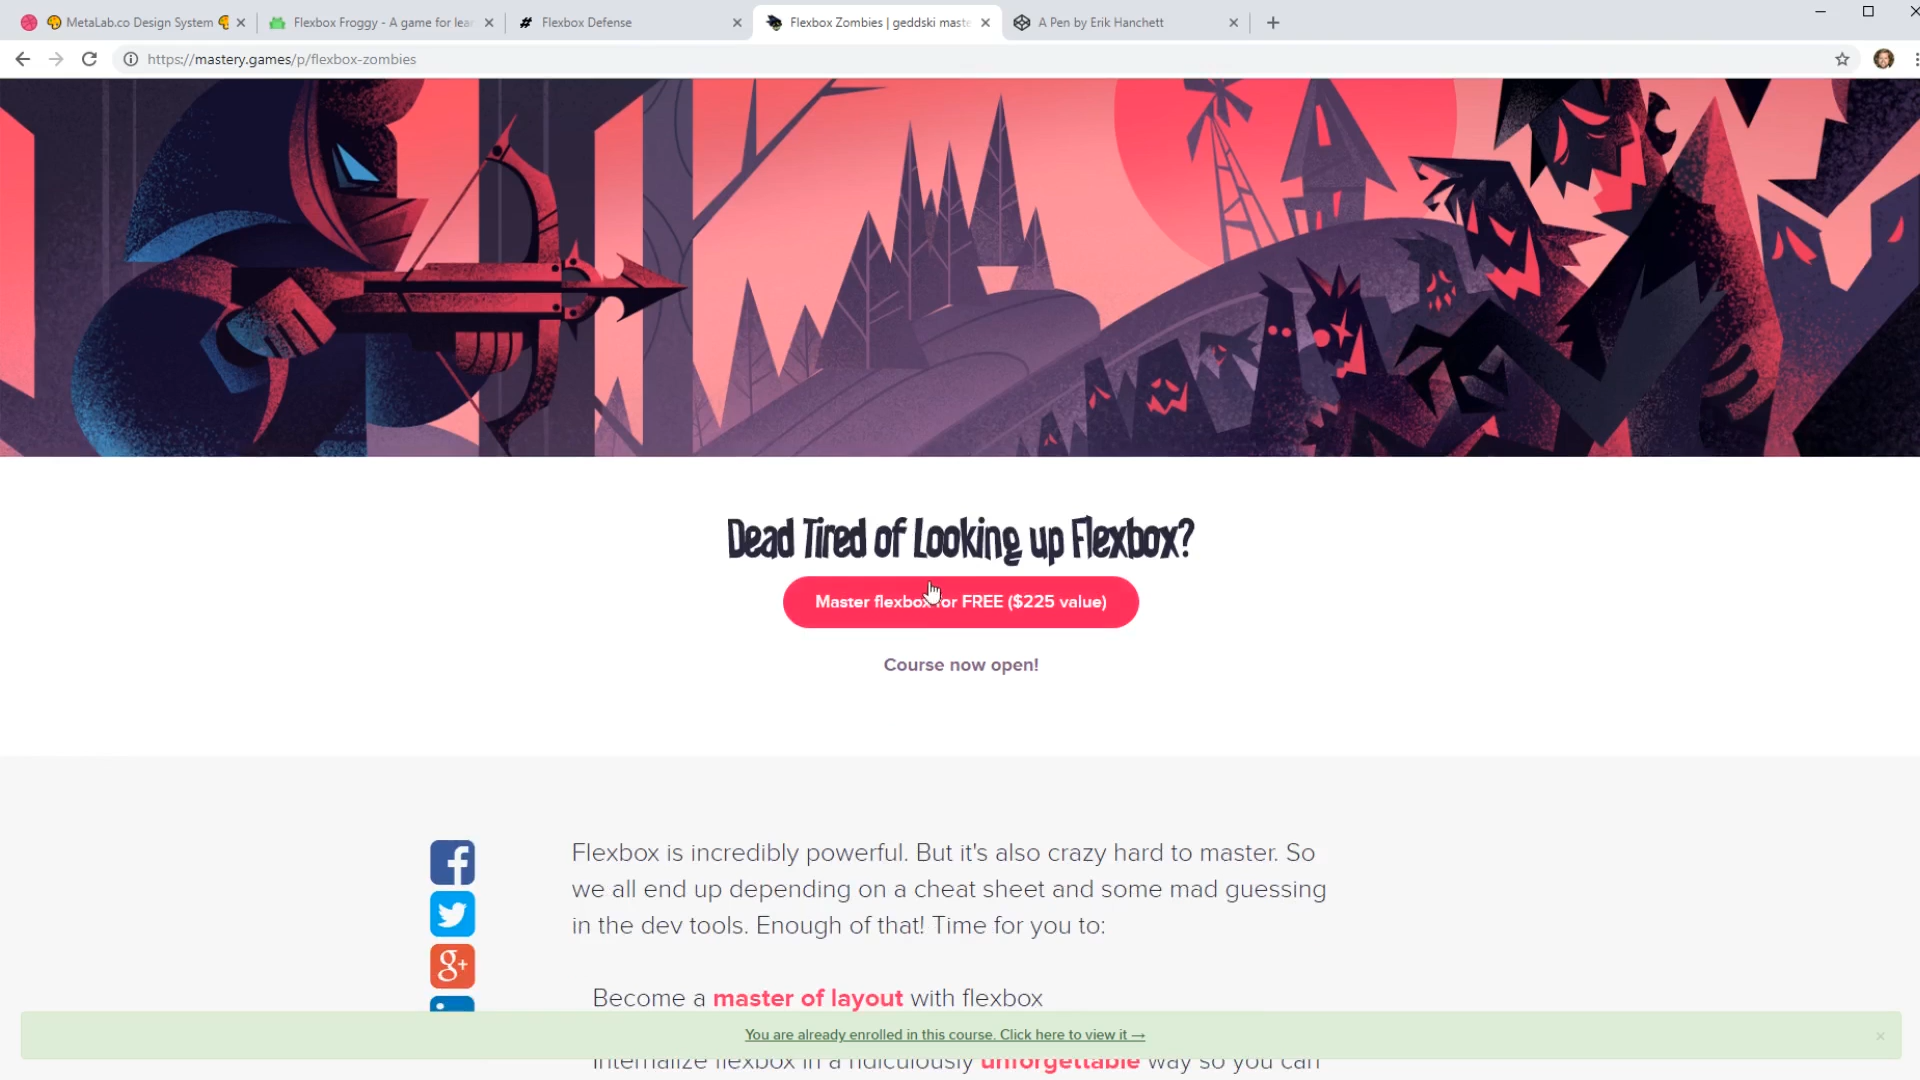 MetaLab.co Design System
Flexbox Froggy - A game for lear
Flexbox Defense
Flexbox Zombies | geddski maste
A Pen by Erik Hanchett
https://mastery.games/p/flexbox-zombies
Dead Tired of Looking up Flexbox?
Master flexbox for FREE ($225 value)
Course now open!
Flexbox is incredibly powerful. But it's also crazy hard to master. So
we all end up depending on a cheat sheet and some mad guessing
in the dev tools. Enough of that! Time for you to:
Become a master of layout with flexbox
You are already enrolled in this course. Click here to view it →
Internalize flexbox in a ridiculously unforgettable way so you can